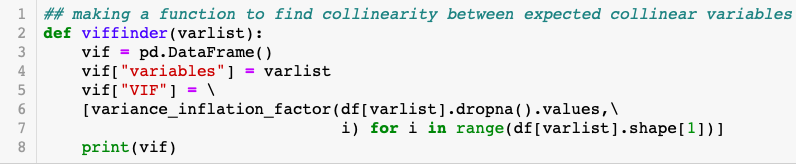 1 ## making a function to find collinearity between expected collinear variables
2 def viffinder(varlist):
3     vif = pd.DataFrame()
4     vif["variables"] = varlist
5     vif["VIF"] = \
6     [variance_inflation_factor(df[varlist].dropna().values,\
7                               i) for i in range(df[varlist].shape[1])]
8     print(vif)